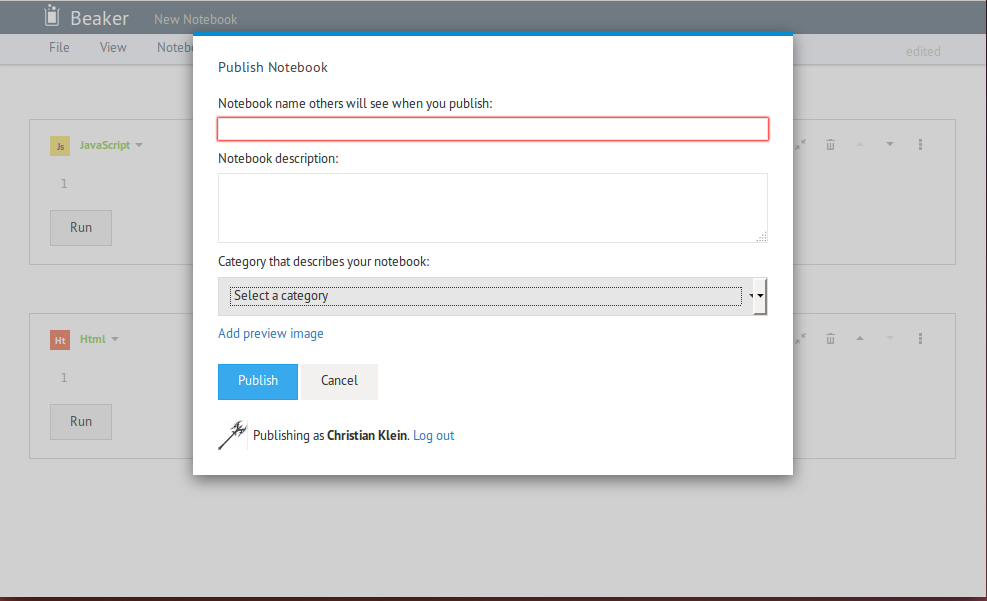 Beaker New Notebook
File View Noteb
edited
Publish Notebook
Notebook name others will see when you publish:
Notebook description:
Category that describes your notebook:
Select a category
Add preview image
Publish Cancel
Publishing as Christian Klein. Log out
Js JavaScript
1
Run
Ht Html
1
Run